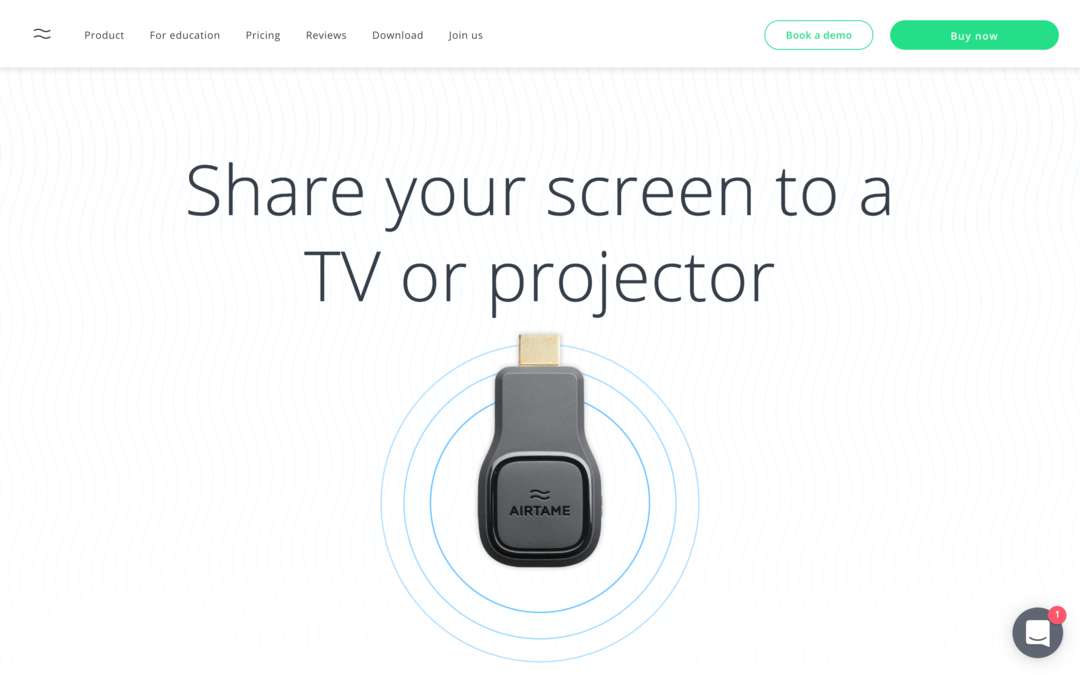 Product For education Pricing Reviews Download Join us Book a demo Buy now
Share your screen to a
TV or projector
AIRTAME
1